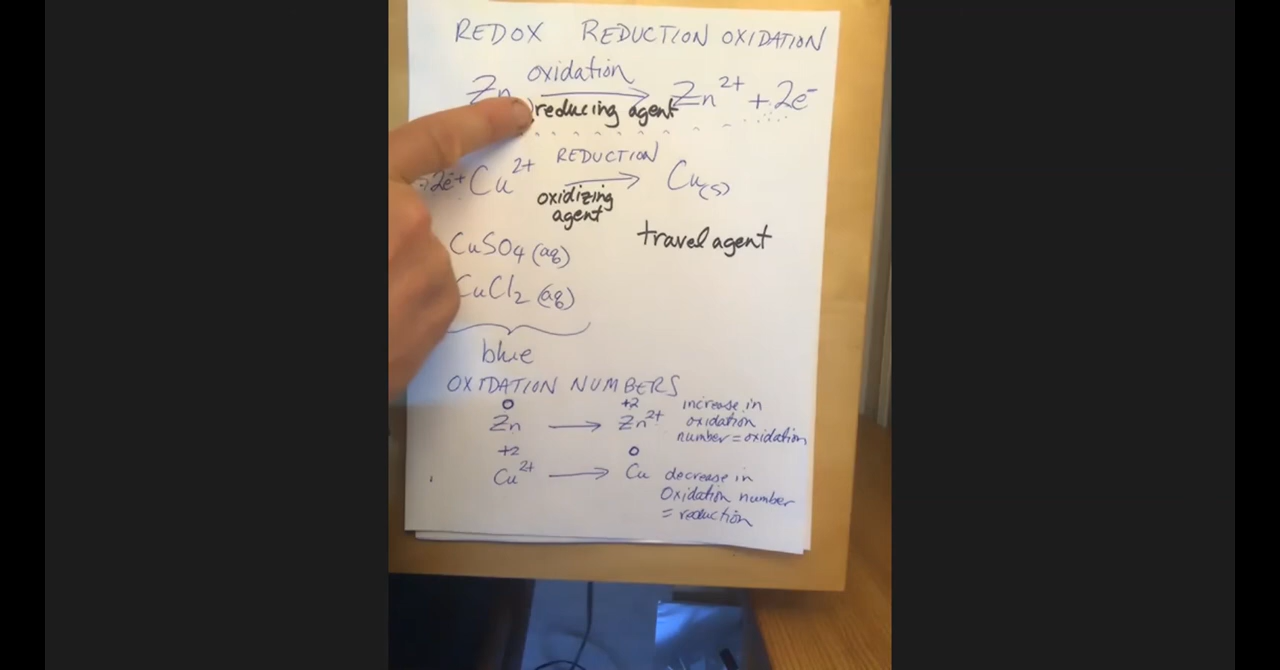 REDOX REDUCTION OXIDATION
oxidation
Zn → Zn²⁺ + 2e⁻
reducing agent
REDUCTION
2e⁻+ Cu²⁺ → Cu(s)
oxidizing
agent
travel agent
CuSO₄ (aq)
CuCl₂ (aq)
blue
OXIDATION NUMBERS
0 +2 increase in
Zn → Zn²⁺ oxidation
number = oxidation
+2 0
Cu²⁺ → Cu decrease in
Oxidation number
= reduction